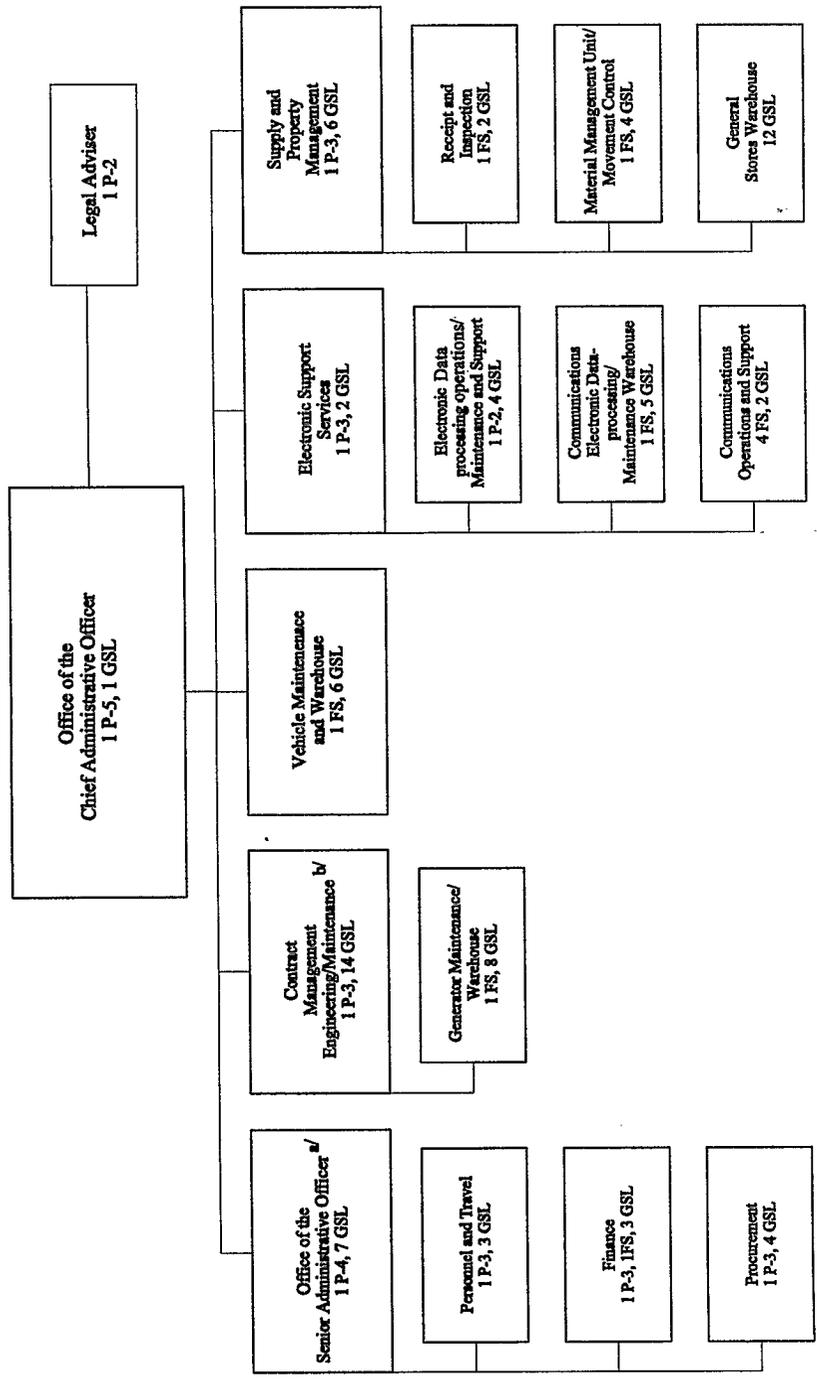 Office of the
Chief Administrative Officer
1 P-5, 1 GSL
Legal Adviser
1 P-2
Office of the
Senior Administrative Officer a/
1 P-4, 7 GSL
Personnel and Travel
1 P-3, 3 GSL
Finance
1 P-3, 1FS, 3 GSL
Procurement
1 P-3, 4 GSL
Contract
Management
Engineering/Maintenance b/
1 P-3, 14 GSL
Generator Maintenance/
Warehouse
1 FS, 8 GSL
Vehicle Maintenenace
and Warehouse
1 FS, 6 GSL
Electronic Support
Services
1 P-3, 2 GSL
Electronic Data
processing operations/
Maintenance and Support
1 P-2, 4 GSL
Communications
Electronic Data-
processing/
Maintenance Warehouse
1 FS, 5 GSL
Communications
Operations and Support
4 FS, 2 GSL
Supply and
Property
Management
1 P-3, 6 GSL
Receipt and
Inspection
1 FS, 2 GSL
Material Management Unit/
Movement Control
1 FS, 4 GSL
General
Stores Warehouse
12 GSL